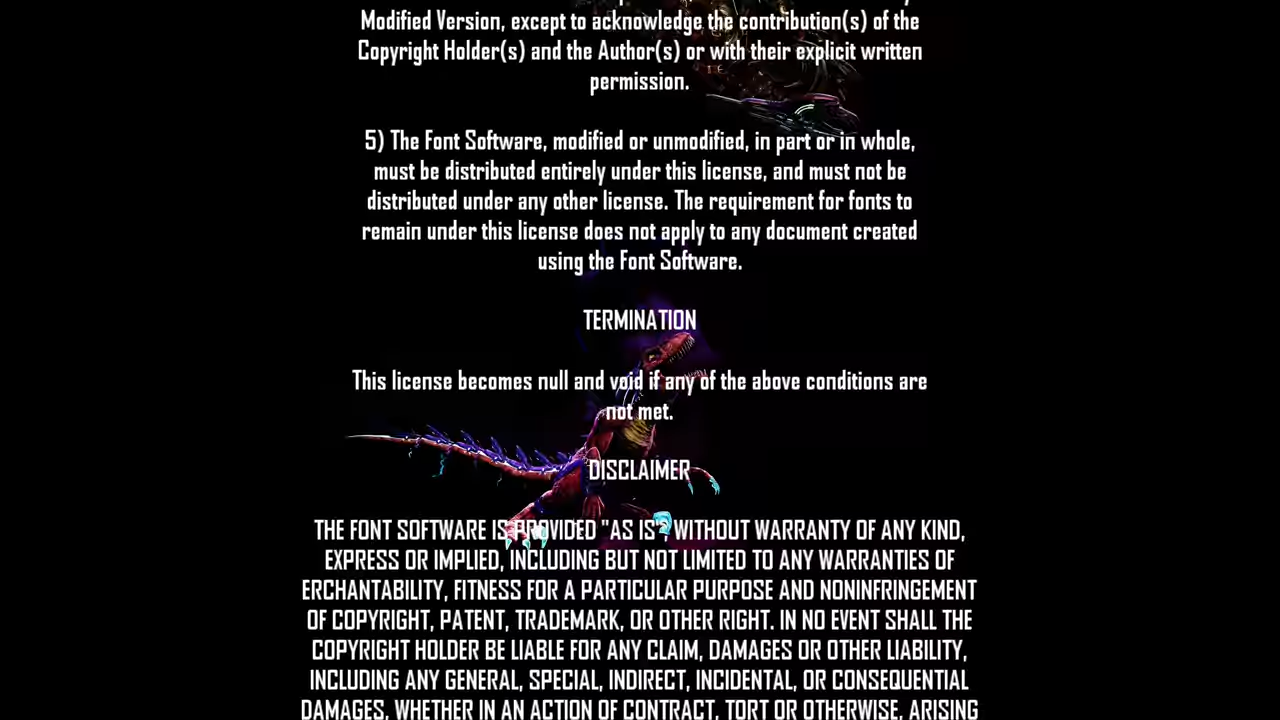 Modified Version, except to acknowledge the contribution(s) of the
Copyright Holder(s) and the Author(s) or with their explicit written
permission.
5) The Font Software, modified or unmodified, in part or in whole,
must be distributed entirely under this license, and must not be
distributed under any other license. The requirement for fonts to
remain under this license does not apply to any document created
using the Font Software.
TERMINATION
This license becomes null and void if any of the above conditions are
not met.
DISCLAIMER
THE FONT SOFTWARE IS PROVIDED "AS IS", WITHOUT WARRANTY OF ANY KIND,
EXPRESS OR IMPLIED, INCLUDING BUT NOT LIMITED TO ANY WARRANTIES OF
ERCHANTABILITY, FITNESS FOR A PARTICULAR PURPOSE AND NONINFRINGEMENT
OF COPYRIGHT, PATENT, TRADEMARK, OR OTHER RIGHT. IN NO EVENT SHALL THE
COPYRIGHT HOLDER BE LIABLE FOR ANY CLAIM, DAMAGES OR OTHER LIABILITY,
INCLUDING ANY GENERAL, SPECIAL, INDIRECT, INCIDENTAL, OR CONSEQUENTIAL
DAMAGES, WHETHER IN AN ACTION OF CONTRACT, TORT OR OTHERWISE, ARISING